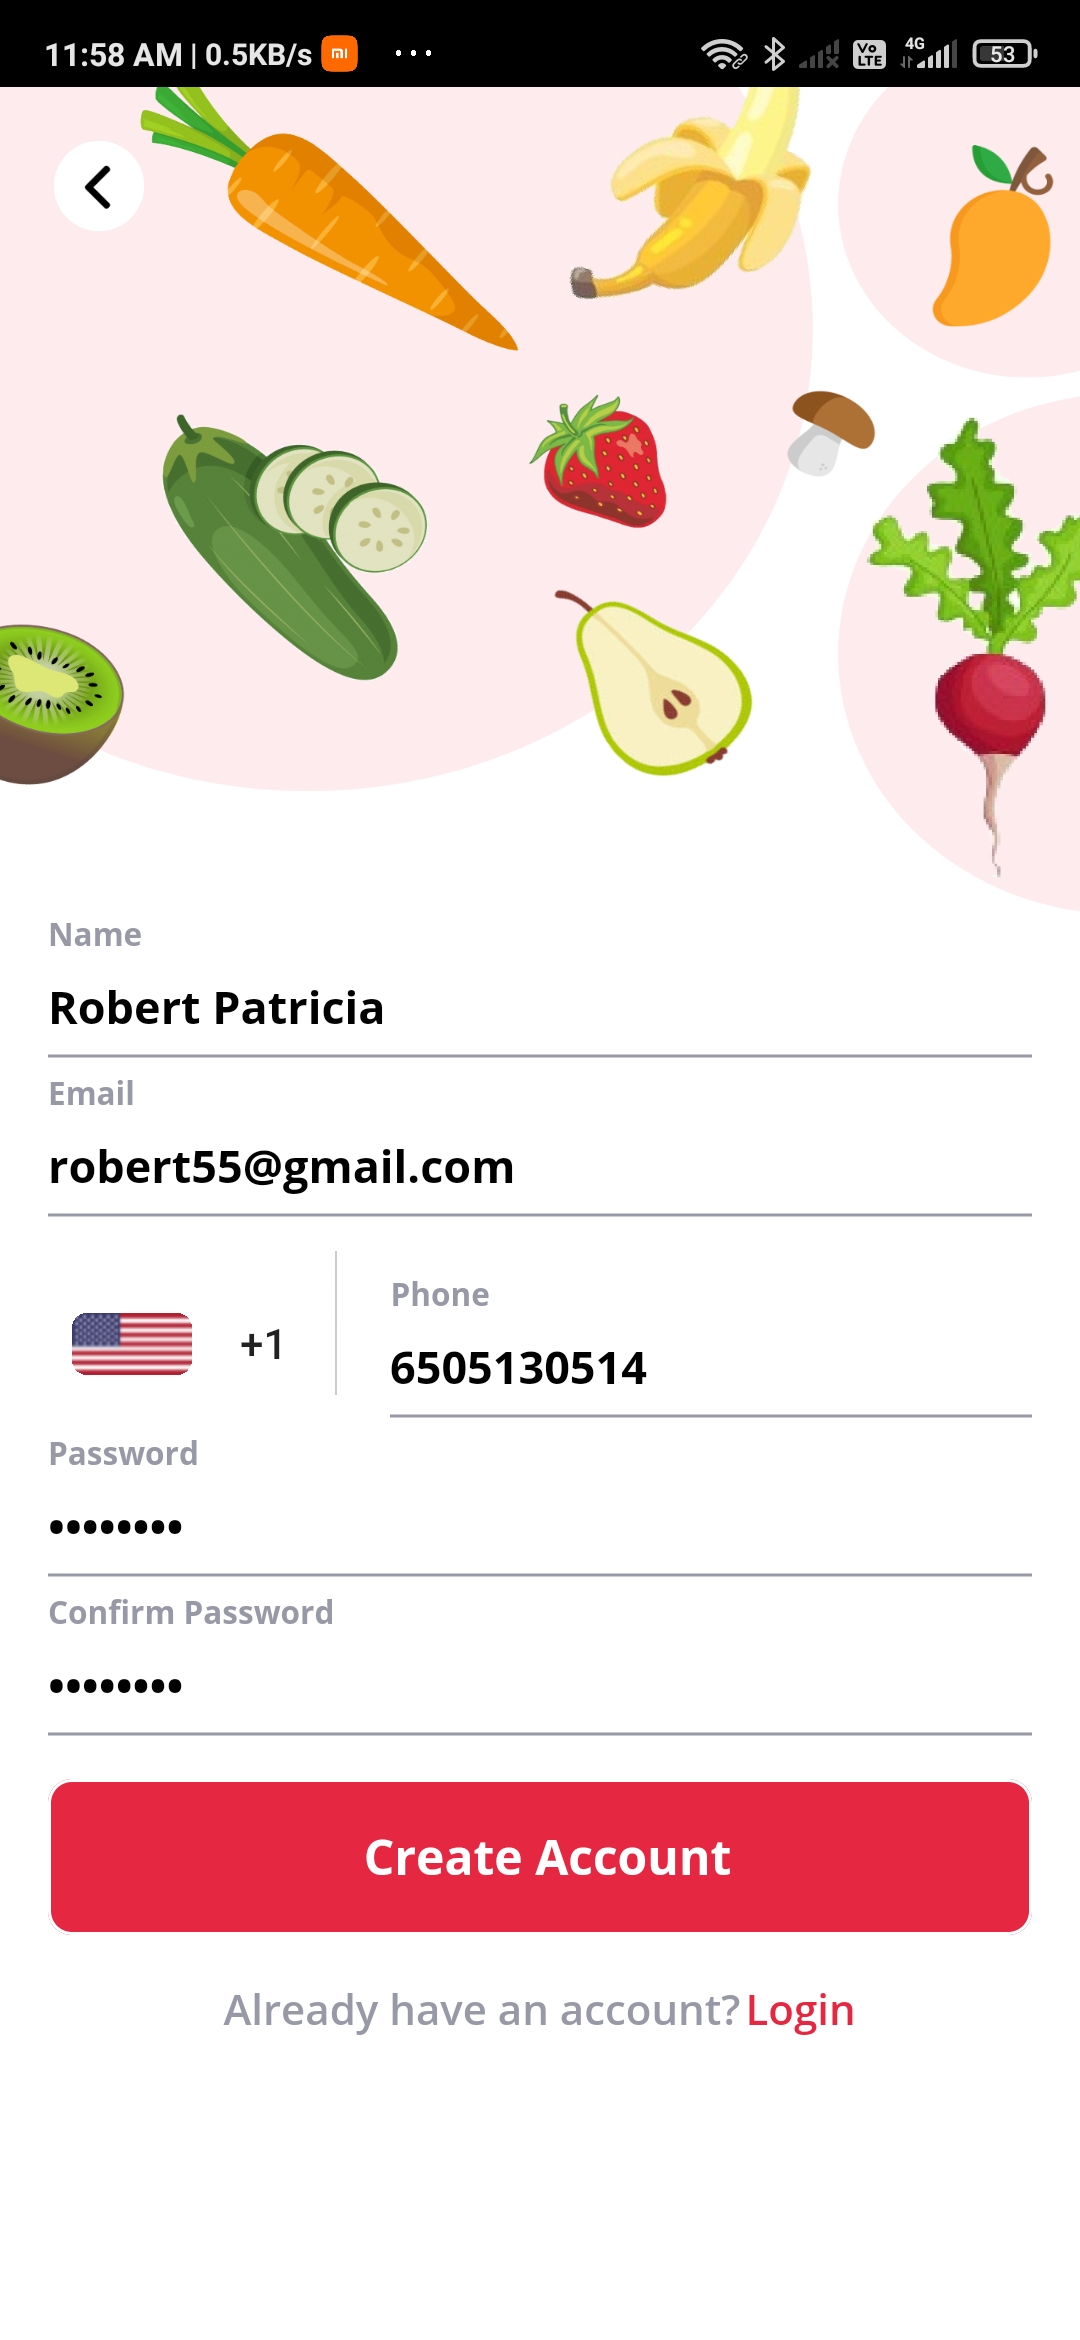 11:58 AM | 0.5KB/s mi ...
Vo LTE 4G 53
Name
Robert Patricia
Email
robert55@gmail.com
+1
Phone
6505130514
Password
••••••••
Confirm Password
••••••••
Create Account
Already have an account? Login